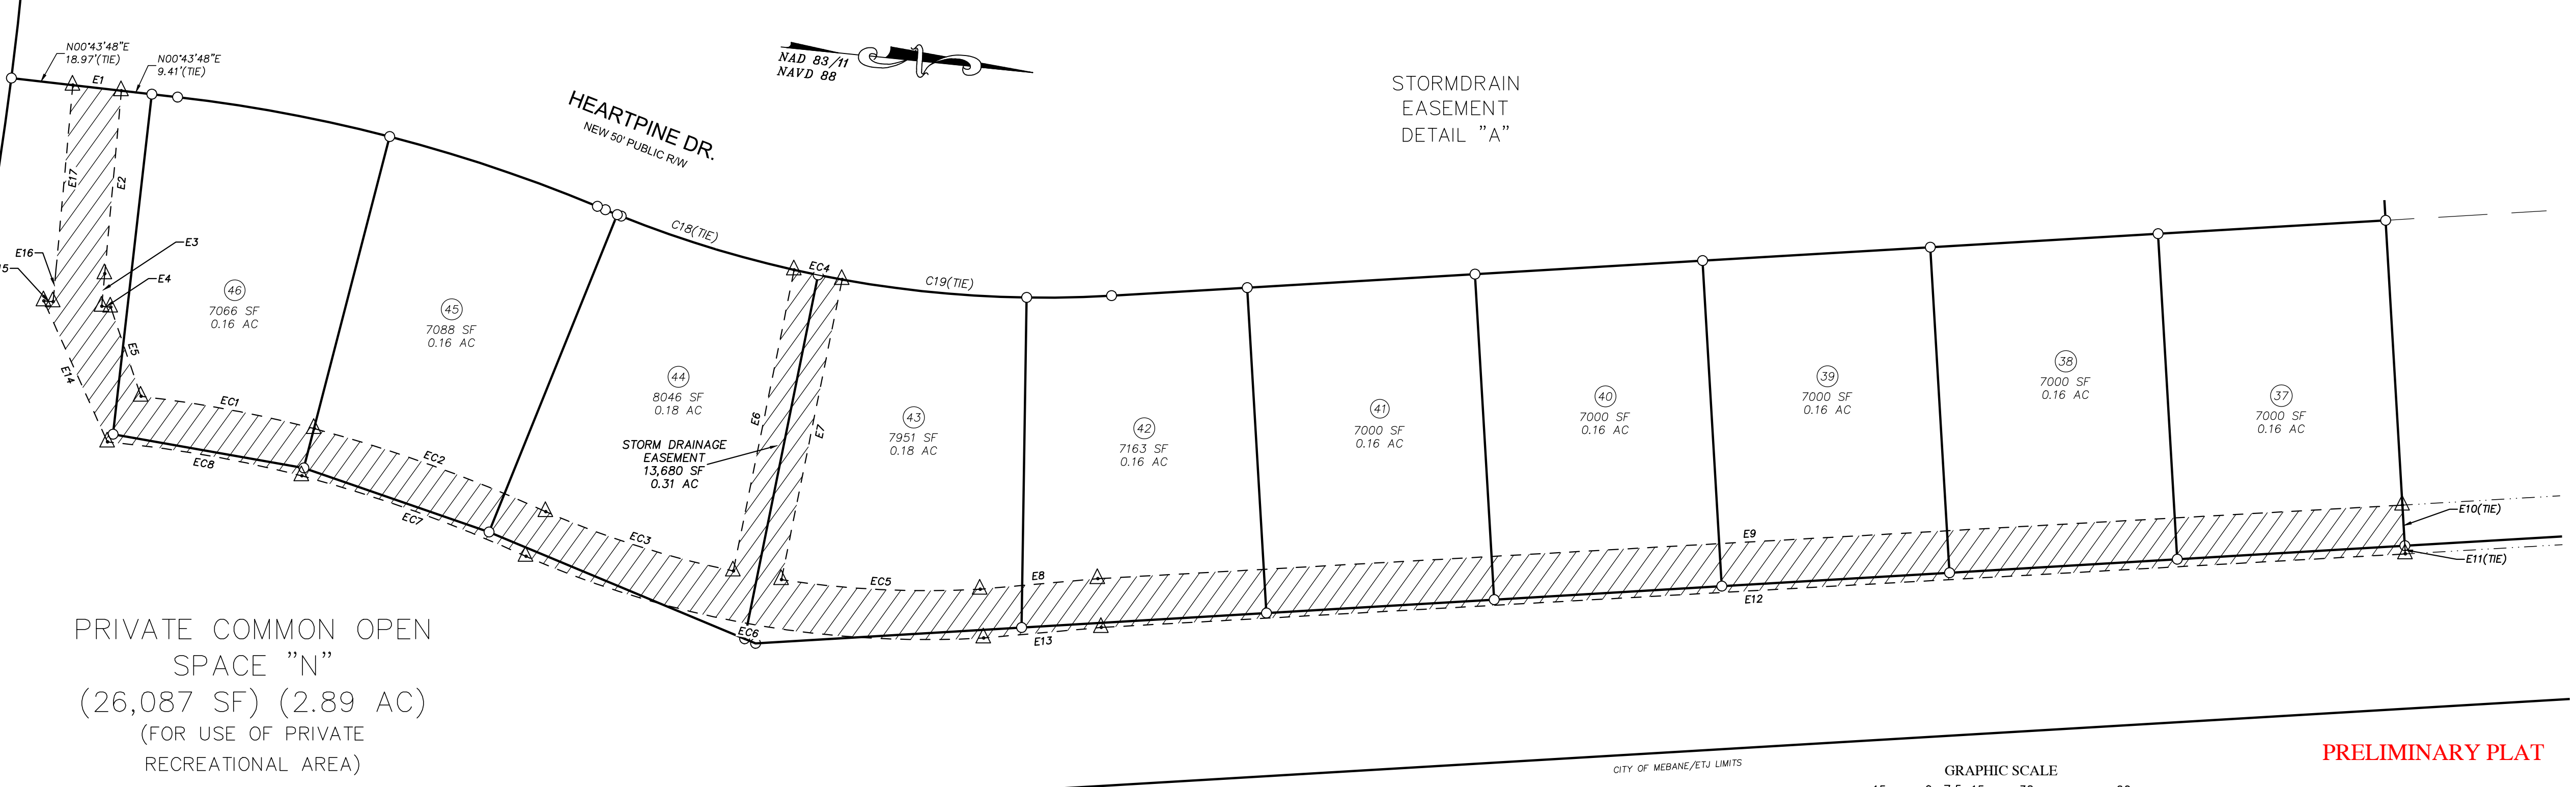 N00°43'48"E
18.97'(TIE)
E1
N00°43'48"E
9.41'(TIE)
NAD 83/11
NAVD 88
HEARTPINE DR.
NEW 50' PUBLIC R/W
STORMDRAIN
EASEMENT
DETAIL "A"
E17
E2
E3
E16
E4
E5
E14
C18(TIE)
EC4
C19(TIE)
46
7066 SF
0.16 AC
45
7088 SF
0.16 AC
44
8046 SF
0.18 AC
43
7951 SF
0.18 AC
42
7163 SF
0.16 AC
41
7000 SF
0.16 AC
40
7000 SF
0.16 AC
39
7000 SF
0.16 AC
38
7000 SF
0.16 AC
37
7000 SF
0.16 AC
EC1
EC2
EC3
E6
E7
STORM DRAINAGE
EASEMENT
13,680 SF
0.31 AC
EC8
EC7
EC6
EC5
E8
E13
E9
E12
E10(TIE)
E11(TIE)
PRIVATE COMMON OPEN
SPACE "N"
(26,087 SF) (2.89 AC)
(FOR USE OF PRIVATE
RECREATIONAL AREA)
CITY OF MEBANE/ETJ LIMITS
GRAPHIC SCALE
PRELIMINARY PLAT